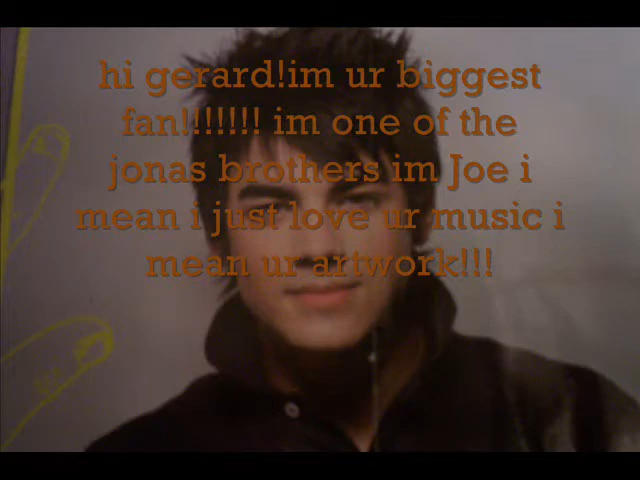 hi gerard!im ur biggest
fan!!!!!!! im one of the
jonas brothers im Joe i
mean i just love ur music i
mean ur artwork!!!